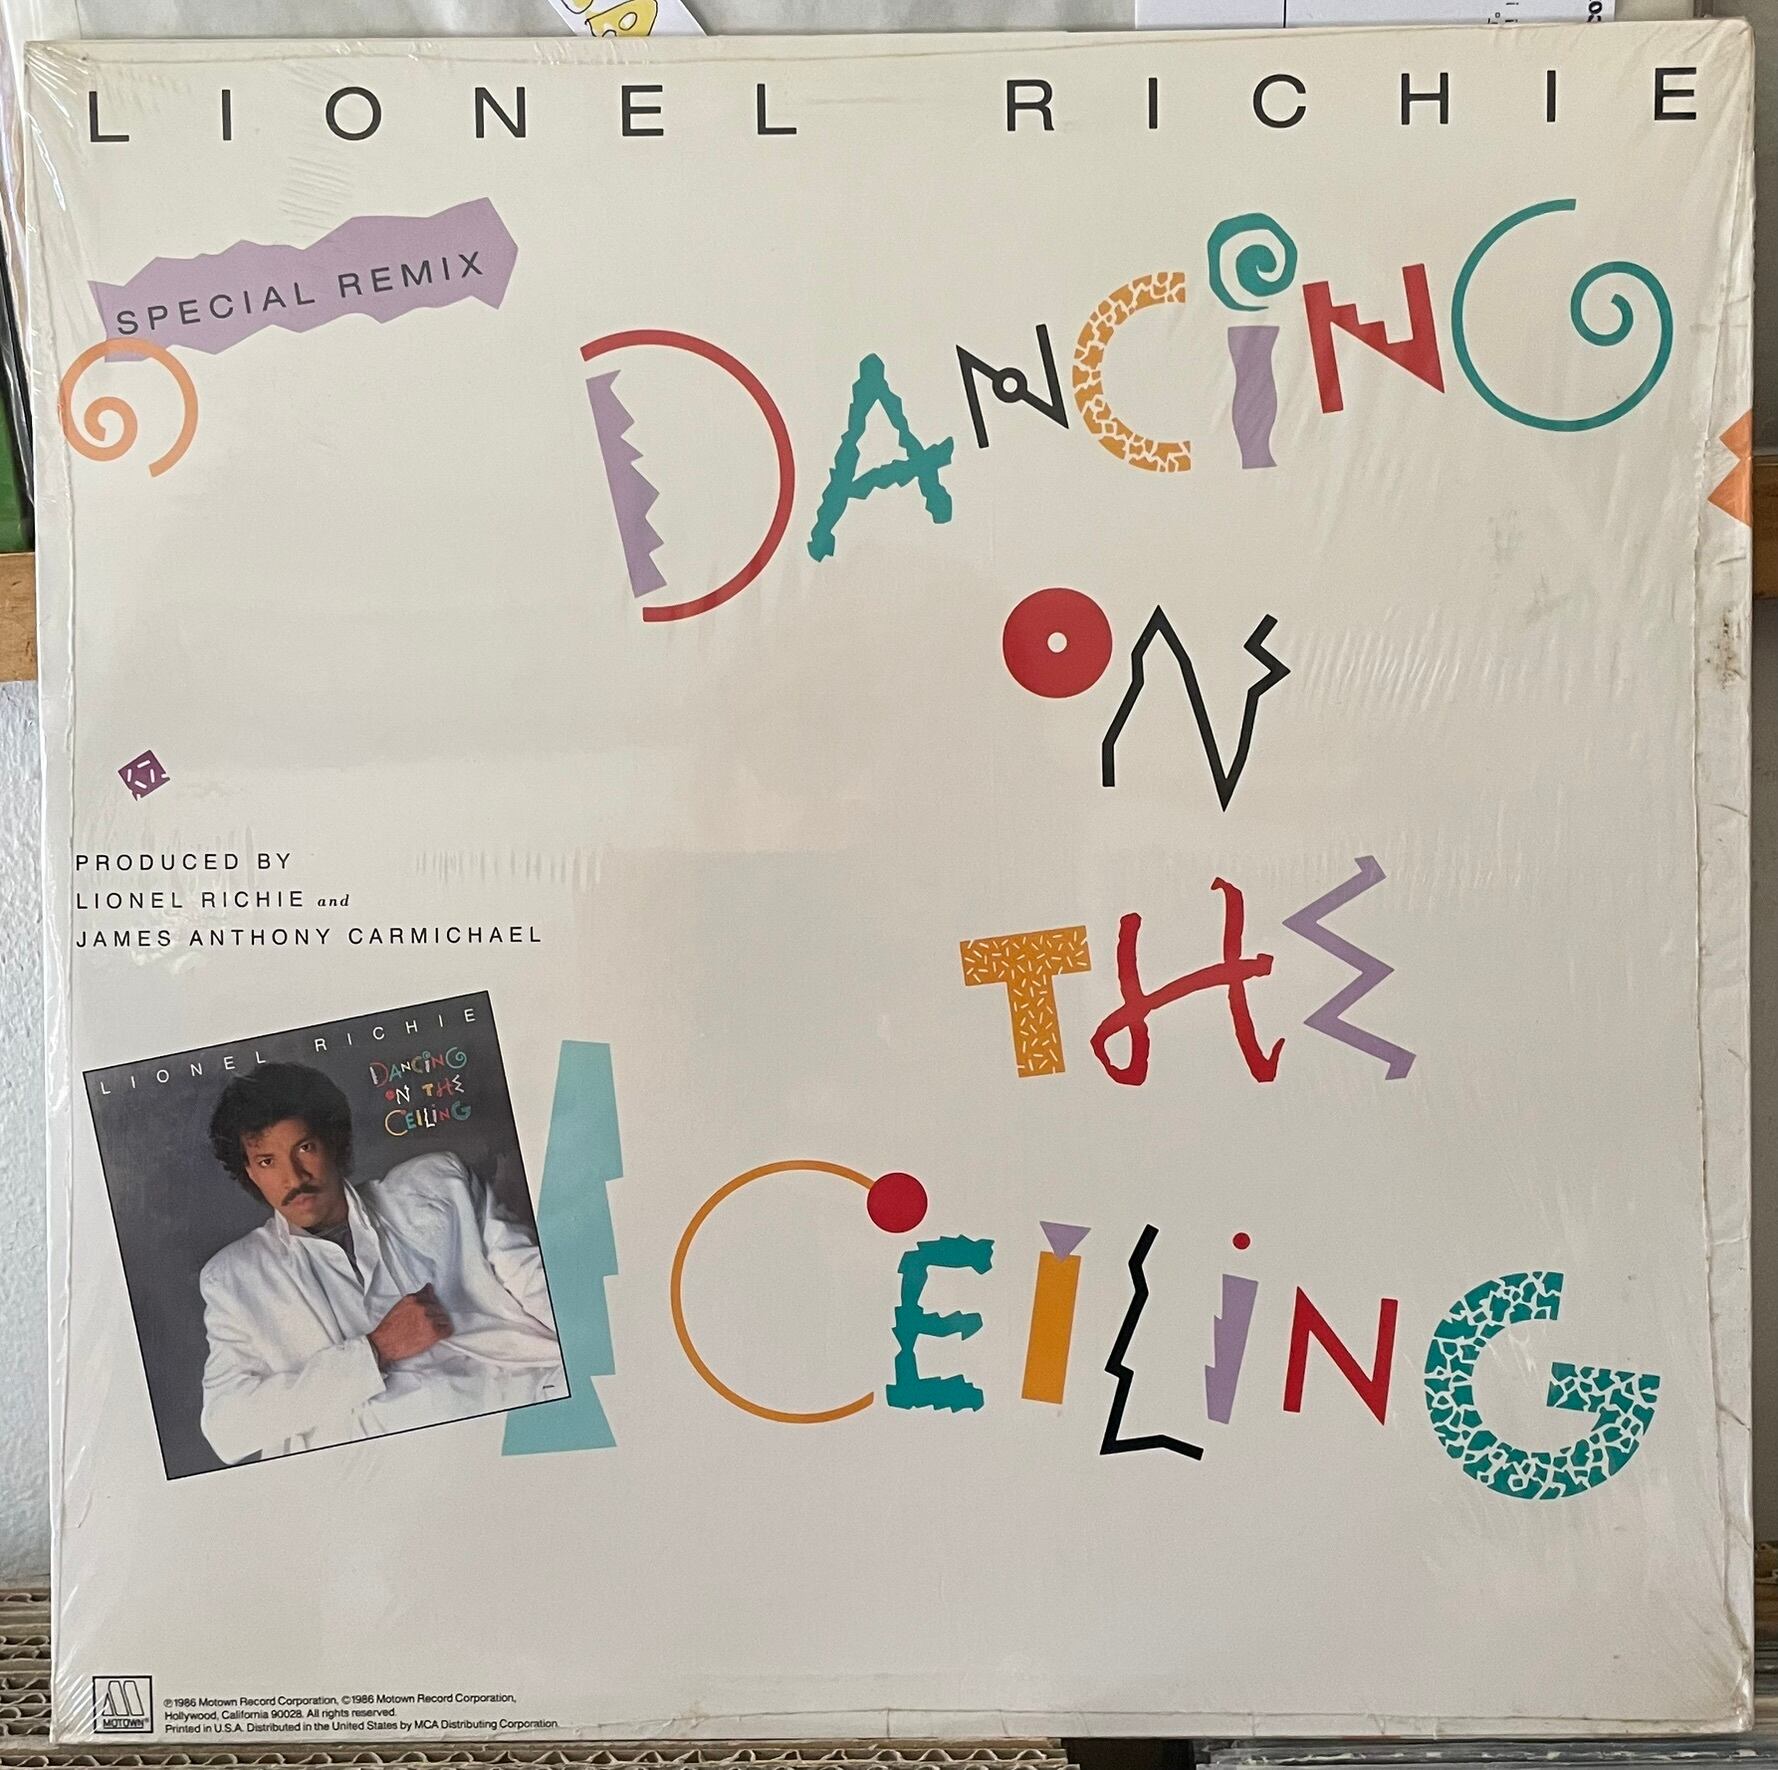 LIONEL RICHIE
SPECIAL REMIX
DANCiNG
ON
THE
CEILiNG
PRODUCED BY
LIONEL RICHIE and
JAMES ANTHONY CARMICHAEL
LIONEL RICHIE
DANCiNG
ON THE
CEILiNG
MOTOWN®
℗1986 Motown Record Corporation, ©1986 Motown Record Corporation,
Hollywood, California 90028. All rights reserved.
Printed in U.S.A. Distributed in the United States by MCA Distributing Corporation.